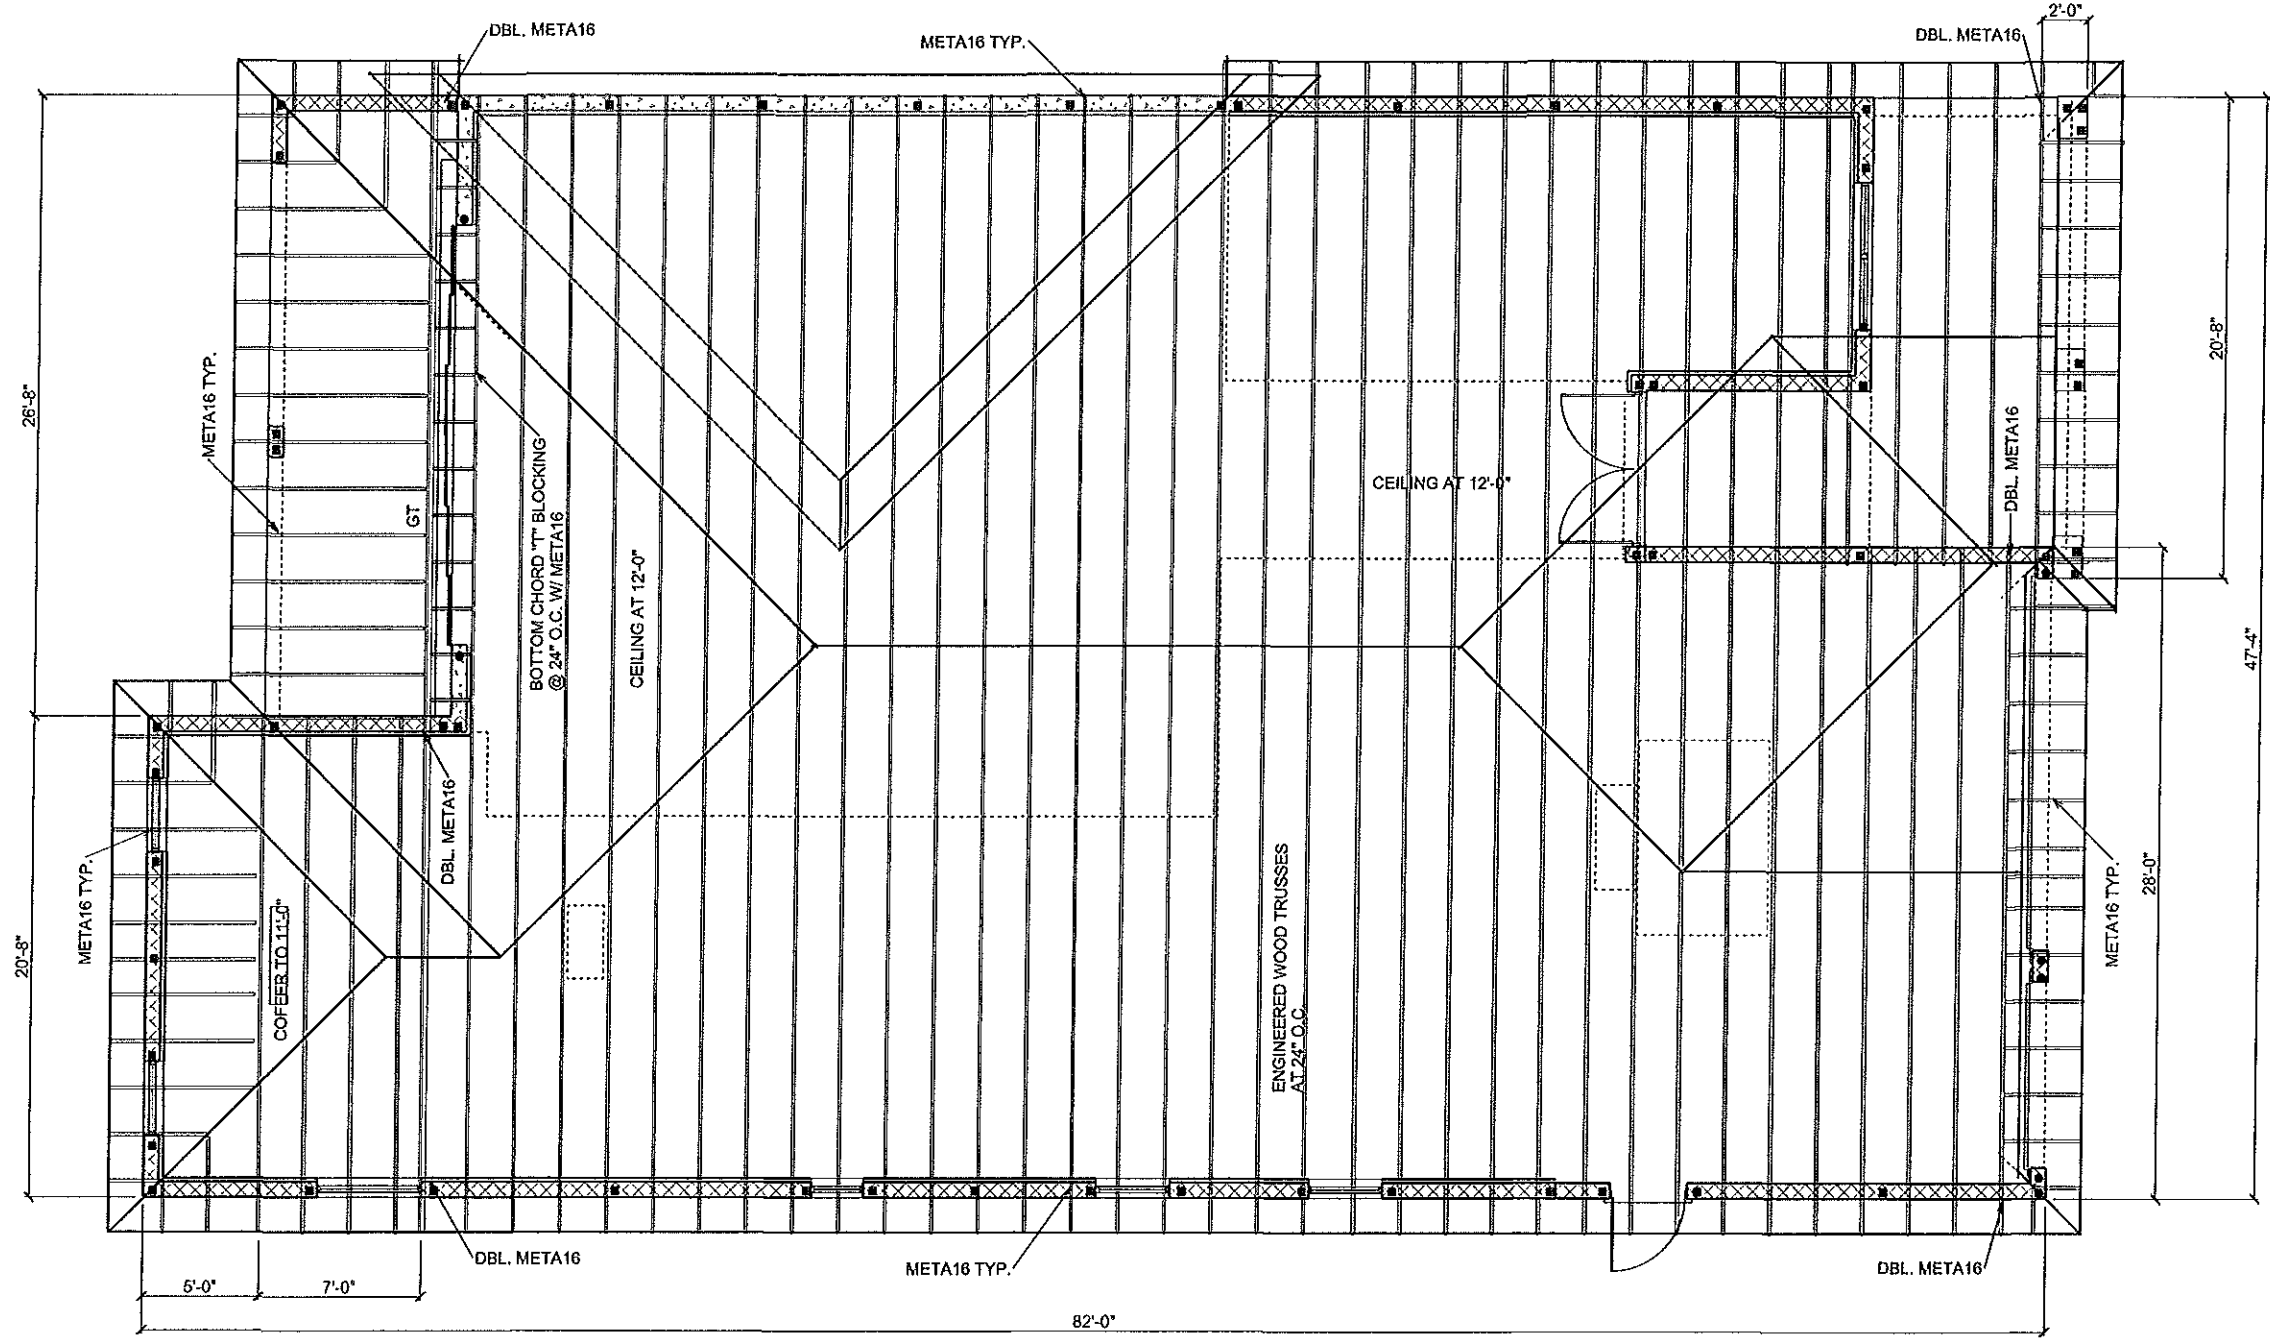 2'-0"
DBL. META16
META16 TYP.
DBL. META16
26'-8"
META16 TYP.
GT
BOTTOM CHORD "T" BLOCKING
@ 24" O.C. W/ META16
CEILING AT 12'-0"
CEILING AT 12'-0"
DBL. META16
20'-8"
47'-4"
28'-0"
META16 TYP.
DBL. META16
META16 TYP.
COFFER TO 11'-0"
20'-8"
ENGINEERED WOOD TRUSSES
AT 24" O.C.
DBL. META16
META16 TYP.
DBL. META16
5'-0"
7'-0"
82'-0"